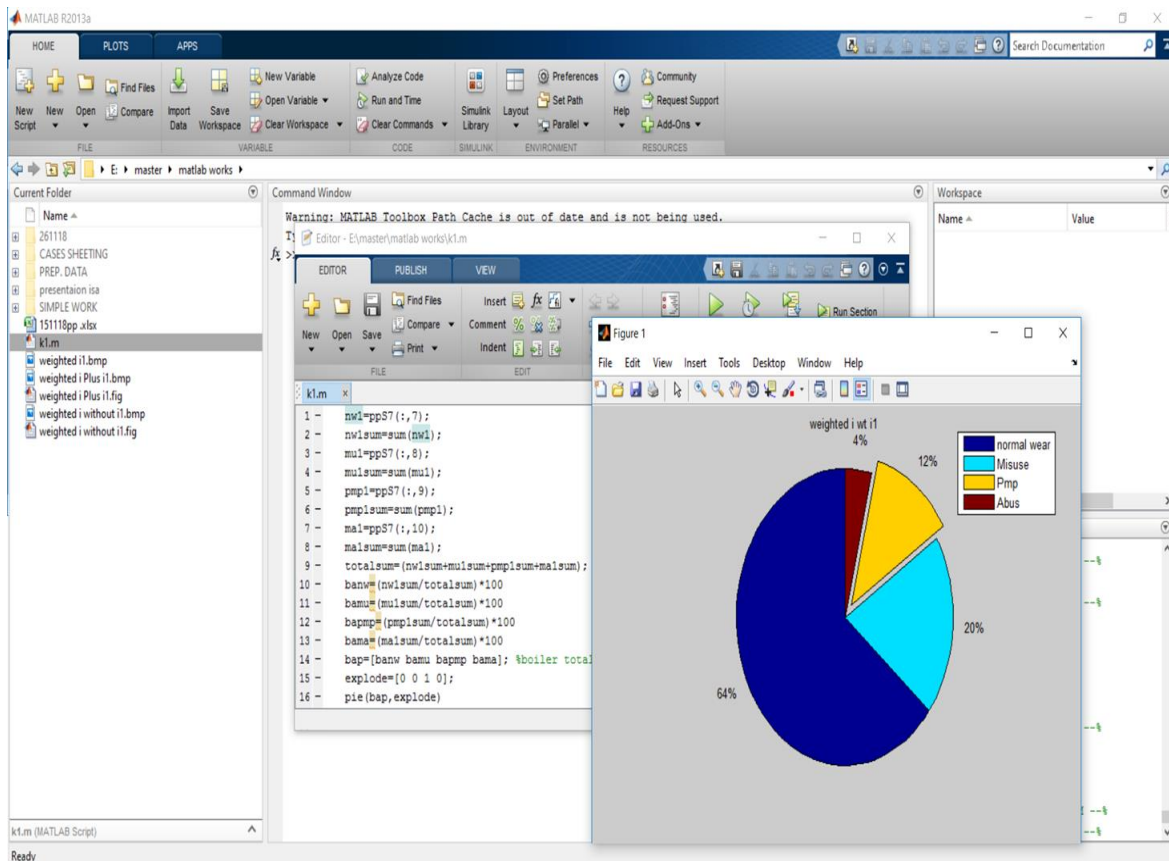 MATLAB R2013a
HOME PLOTS APPS
Search Documentation
New Script
New
Open
Find Files
Compare
Import Data
Save Workspace
New Variable
Open Variable
Clear Workspace
Analyze Code
Run and Time
Clear Commands
Simulink Library
Layout
Preferences
Set Path
Parallel
Help
Community
Request Support
Add-Ons
FILE VARIABLE CODE SIMULINK ENVIRONMENT RESOURCES
E: master matlab works
Current Folder
Name
261118
CASES SHEETING
PREP. DATA
presentaion isa
SIMPLE WORK
151118pp .xlsx
k1.m
weighted i1.bmp
weighted i Plus i1.bmp
weighted i Plus i1.fig
weighted i without i1.bmp
weighted i without i1.fig
k1.m (MATLAB Script)
Ready
Command Window
Warning: MATLAB Toolbox Path Cache is out of date and is not being used.
fx >
Workspace
Name Value
Editor - E:\master\matlab works\k1.m
EDITOR PUBLISH VIEW
New
Open
Save
Find Files
Compare
Print
Insert fx
Comment %
Indent
Run Section
FILE EDIT
k1.m ×
1 – nw1=ppS7(:,7);
2 – nw1sum=sum(nw1);
3 – mu1=ppS7(:,8);
4 – mu1sum=sum(mu1);
5 – pmp1=ppS7(:,9);
6 – pmp1sum=sum(pmp1);
7 – ma1=ppS7(:,10);
8 – ma1sum=sum(ma1);
9 – totalsum=(nw1sum+mu1sum+pmp1sum+ma1sum);
10 – banw=(nw1sum/totalsum)*100
11 – bamu=(mu1sum/totalsum)*100
12 – bapmp=(pmp1sum/totalsum)*100
13 – bama=(ma1sum/totalsum)*100
14 – bap=[banw bamu bapmp bama]; %boiler total
15 – explode=[0 0 1 0];
16 – pie(bap,explode)
Figure 1
File Edit View Insert Tools Desktop Window Help
weighted i wt i1
4%
12%
20%
64%
normal wear
Misuse
Pmp
Abus
--%
--%
--%
--%
--%